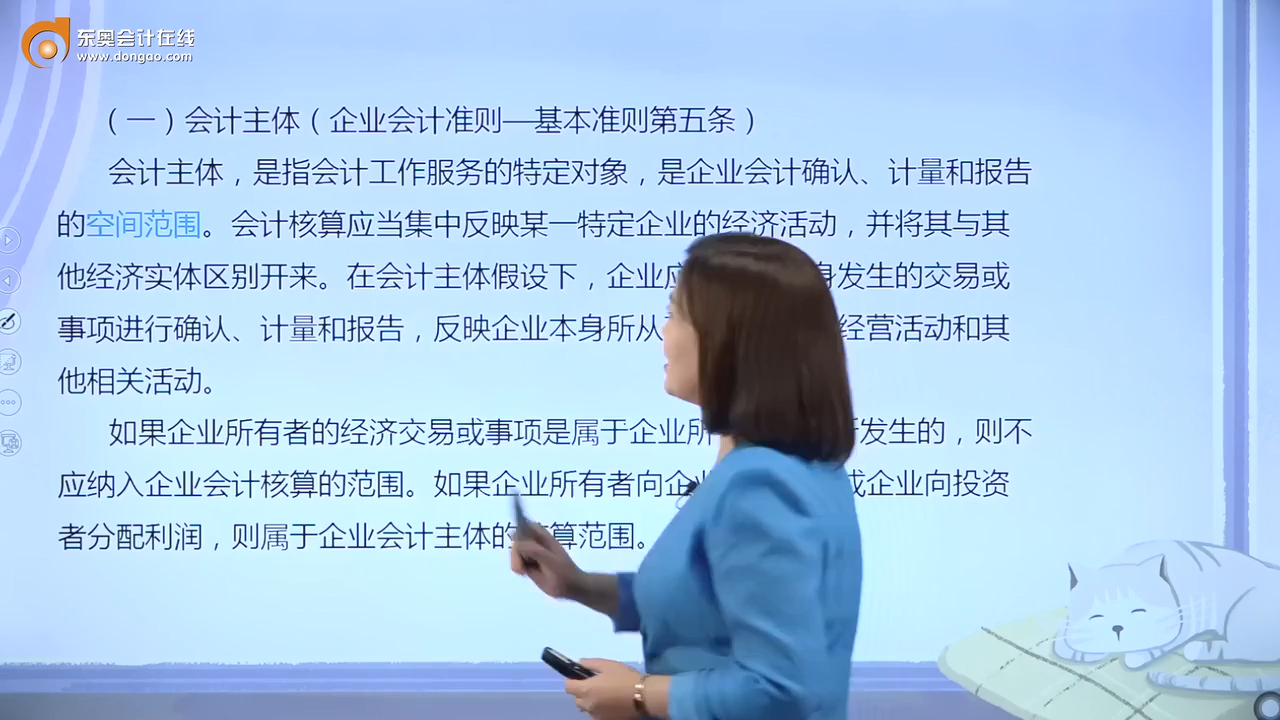 东奥会计在线
www.dongao.com
（一）会计主体（企业会计准则—基本准则第五条）
会计主体，是指会计工作服务的特定对象，是企业会计确认、计量和报告
的空间范围。会计核算应当集中反映某一特定企业的经济活动，并将其与其
他经济实体区别开来。在会计主体假设下，企业应 身发生的交易或
事项进行确认、计量和报告，反映企业本身所从 经营活动和其
他相关活动。
如果企业所有者的经济交易或事项是属于企业所 所发生的，则不
应纳入企业会计核算的范围。如果企业所有者向企业 或企业向投资
者分配利润，则属于企业会计主体的 算范围。